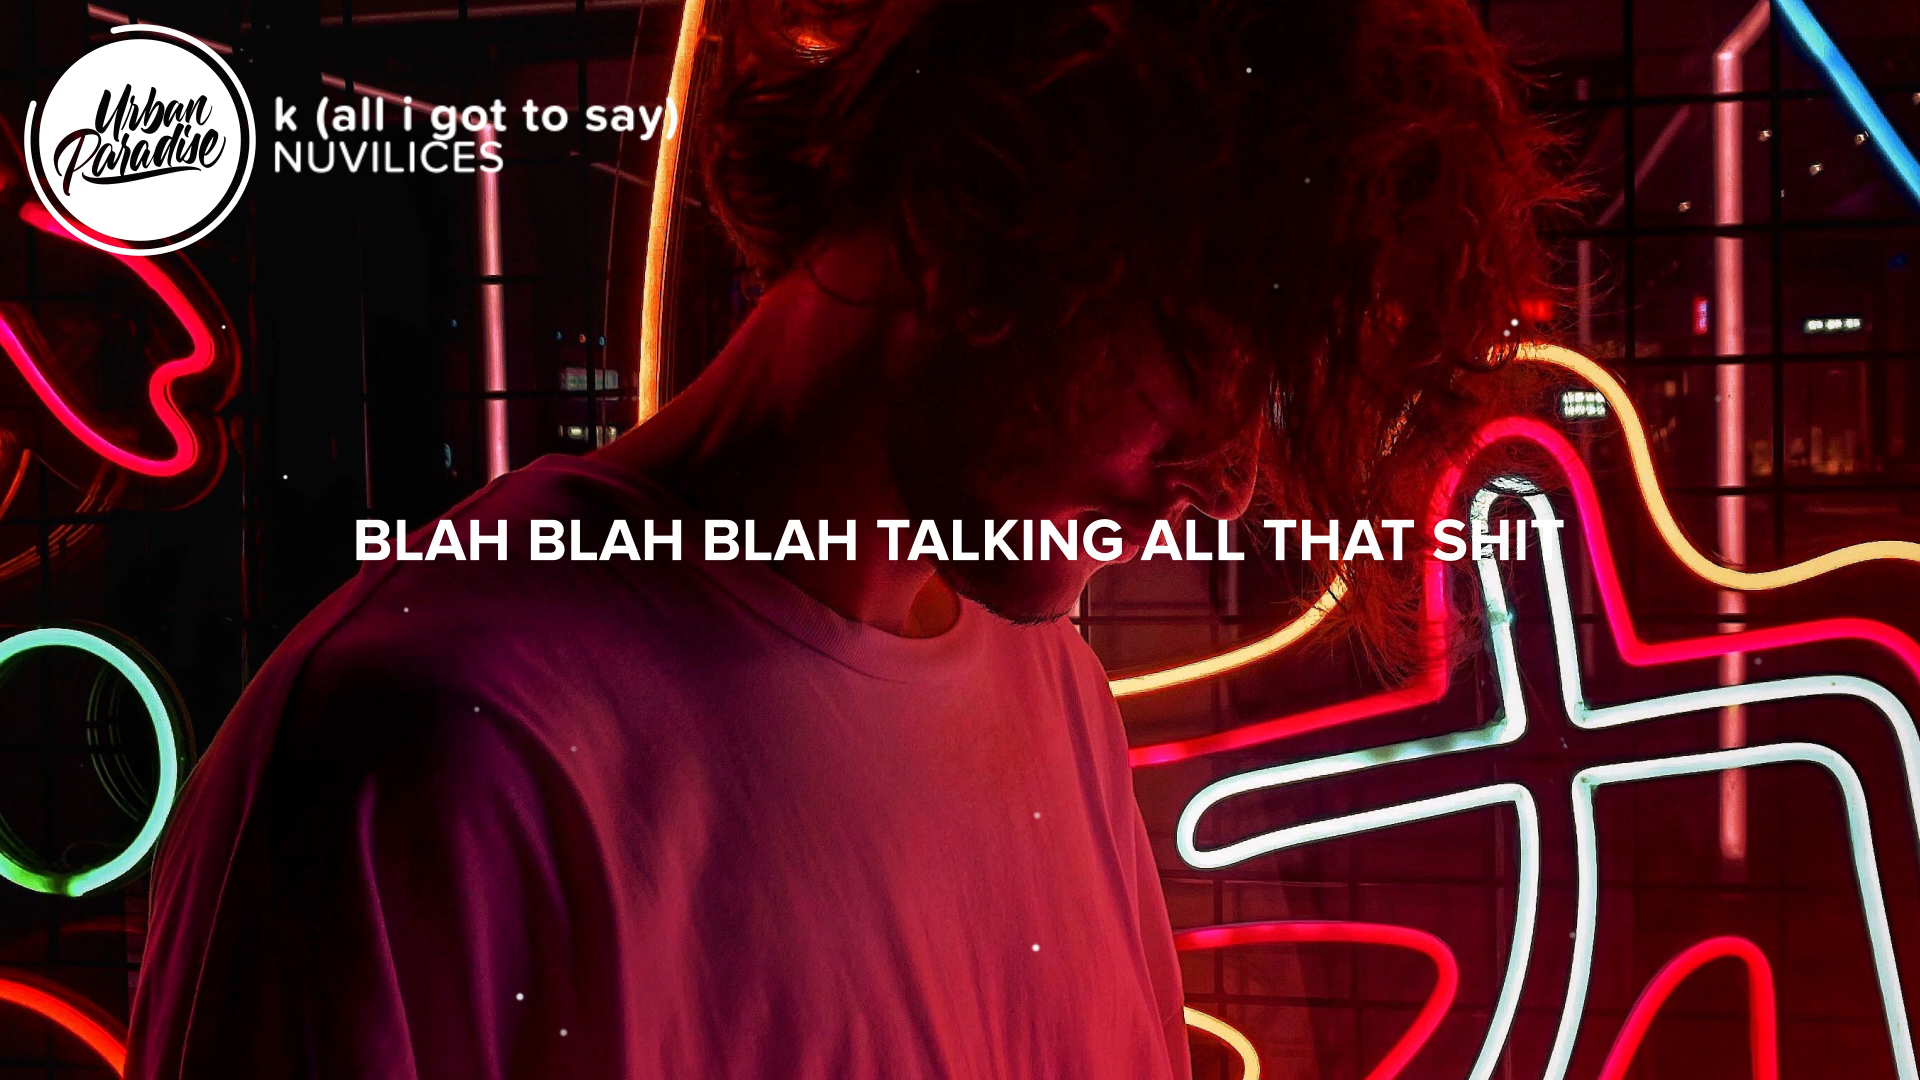 Urban
Paradise
k (all i got to say)
NUVILICES
BLAH BLAH BLAH TALKING ALL THAT SHIT